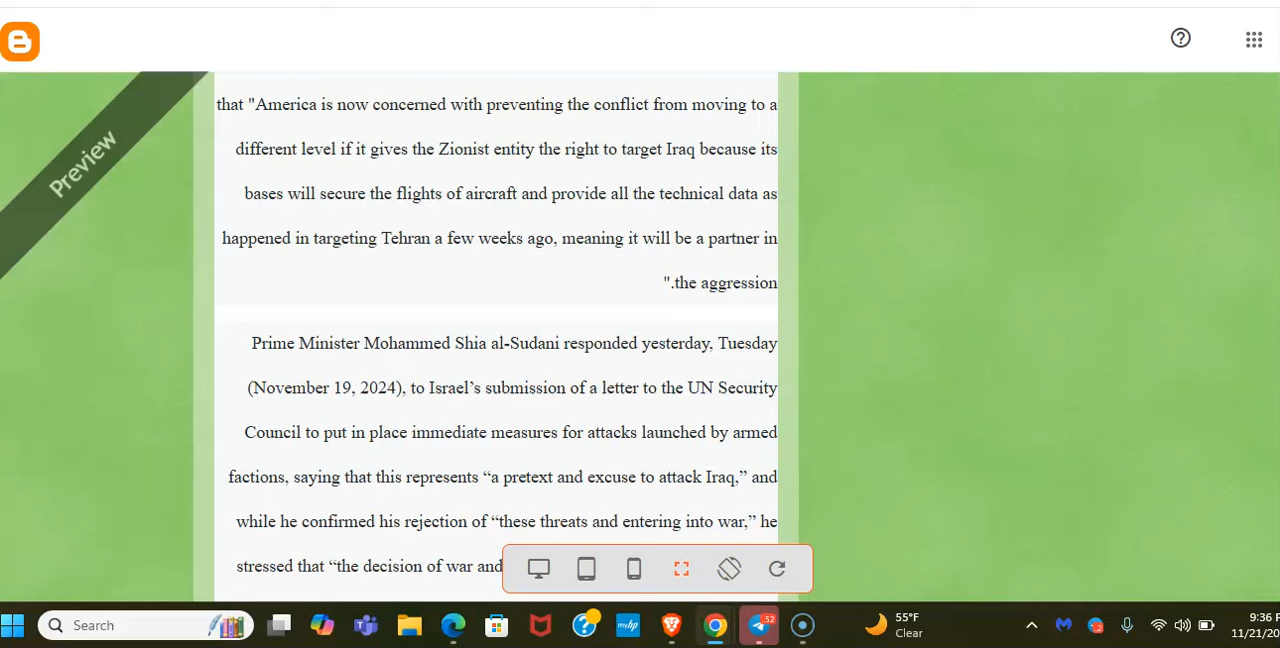 Preview
that "America is now concerned with preventing the conflict from moving to a
different level if it gives the Zionist entity the right to target Iraq because its
bases will secure the flights of aircraft and provide all the technical data as
happened in targeting Tehran a few weeks ago, meaning it will be a partner in
".the aggression
Prime Minister Mohammed Shia al-Sudani responded yesterday, Tuesday
(November 19, 2024), to Israel’s submission of a letter to the UN Security
Council to put in place immediate measures for attacks launched by armed
factions, saying that this represents “a pretext and excuse to attack Iraq,” and
while he confirmed his rejection of “these threats and entering into war,” he
stressed that “the decision of war and
Search
myhp
52
55°F
Clear
9:36 P
11/21/20